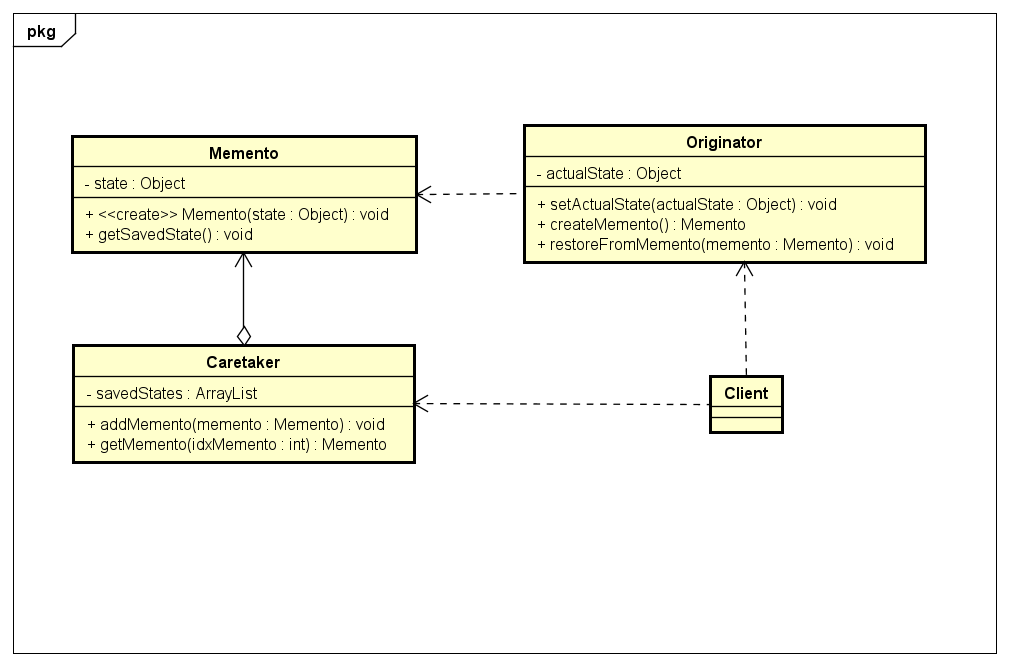 pkg
Memento
- state : Object
+ <<create>> Memento(state : Object) : void
+ getSavedState() : void
Originator
- actualState : Object
+ setActualState(actualState : Object) : void
+ createMemento() : Memento
+ restoreFromMemento(memento : Memento) : void
Caretaker
- savedStates : ArrayList
+ addMemento(memento : Memento) : void
+ getMemento(idxMemento : int) : Memento
Client